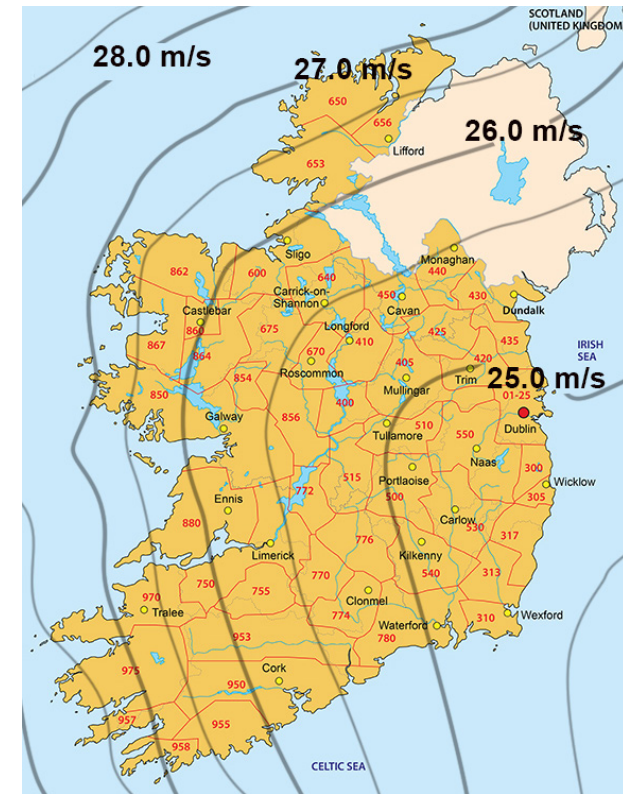 SCOTLAND
(UNITED KINGDOM
28.0 m/s
27.0 m/s
650
656
26.0 m/s
Lifford
653
Sligo
Monaghan
862
600
640
440
Carrick-on-
Shannon
450
430
Castlebar
Cavan
Dundalk
860
675
Longford
425
867
410
435
IRISH
SEA
864
670
405
420
Roscommon
Trim
854
25.0 m/s
850
Mullingar
01-25
400
Galway
856
510
Dublin
Tullamore
550
Naas
515
Portlaoise
300
772
500
Wicklow
Ennis
305
880
Carlow
530
317
776
Limerick
Kilkenny
770
540
313
750
755
970
Clonmel
Tralee
774
310
Wexford
Waterford
953
780
975
Cork
950
957
955
958
CELTIC SEA